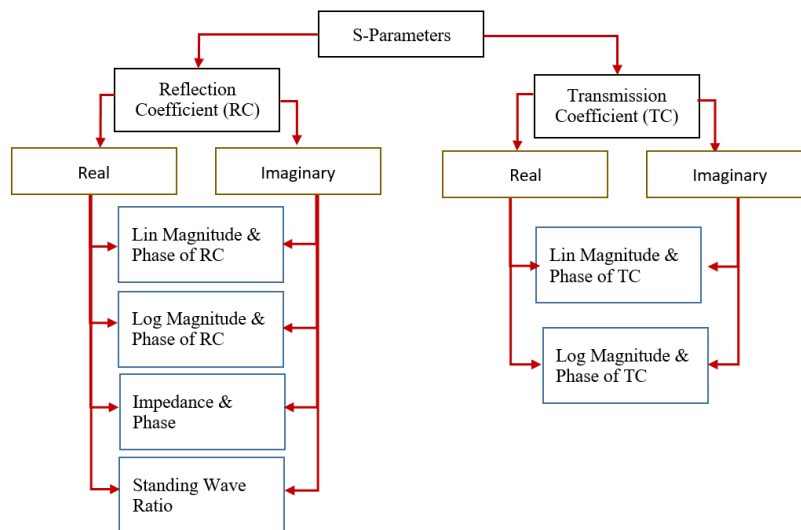 S-Parameters
Reflection
Coefficient (RC)
Transmission
Coefficient (TC)
Real
Imaginary
Real
Imaginary
Lin Magnitude &
Phase of RC
Log Magnitude &
Phase of RC
Impedance &
Phase
Standing Wave
Ratio
Lin Magnitude &
Phase of TC
Log Magnitude &
Phase of TC